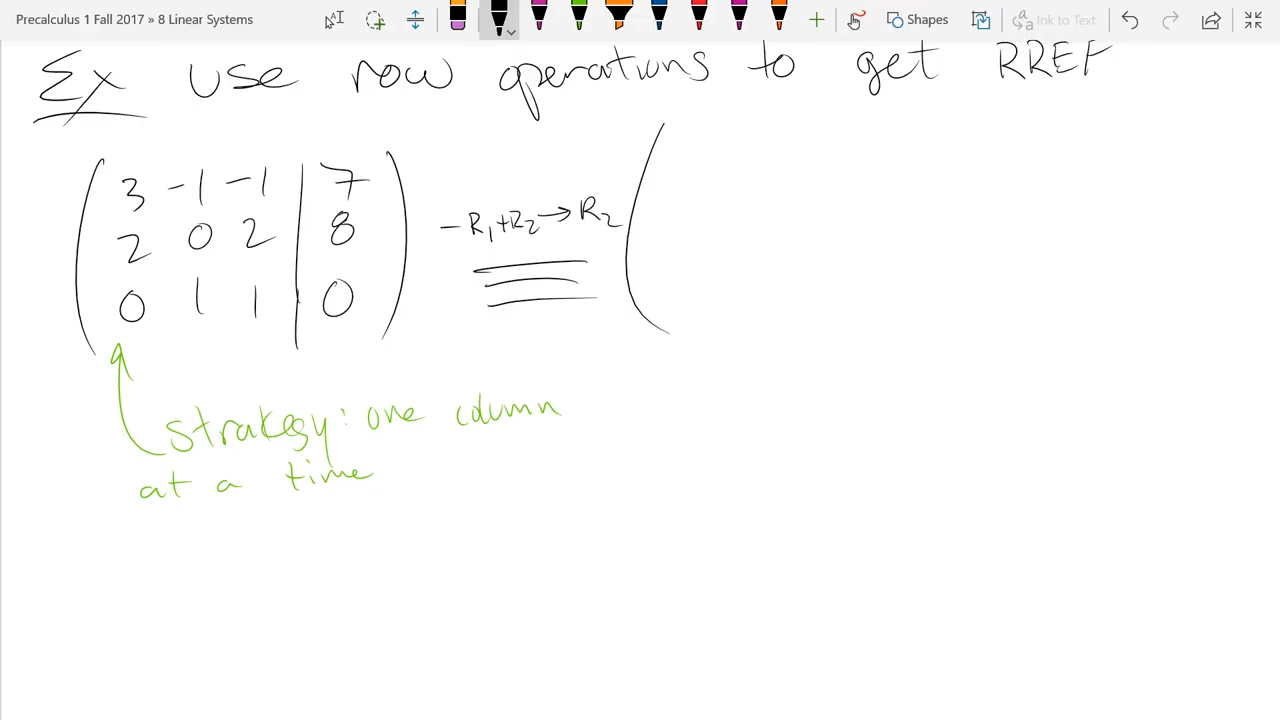 Precalculus 1 Fall 2017 » 8 Linear Systems
Shapes
Ink to Text
Ex use row operations to get RREF
3 -1 -1 | 7
2 0 2 | 8
0 1 1 | 0
-R₁+R₂→R₂
strategy: one column
at a time